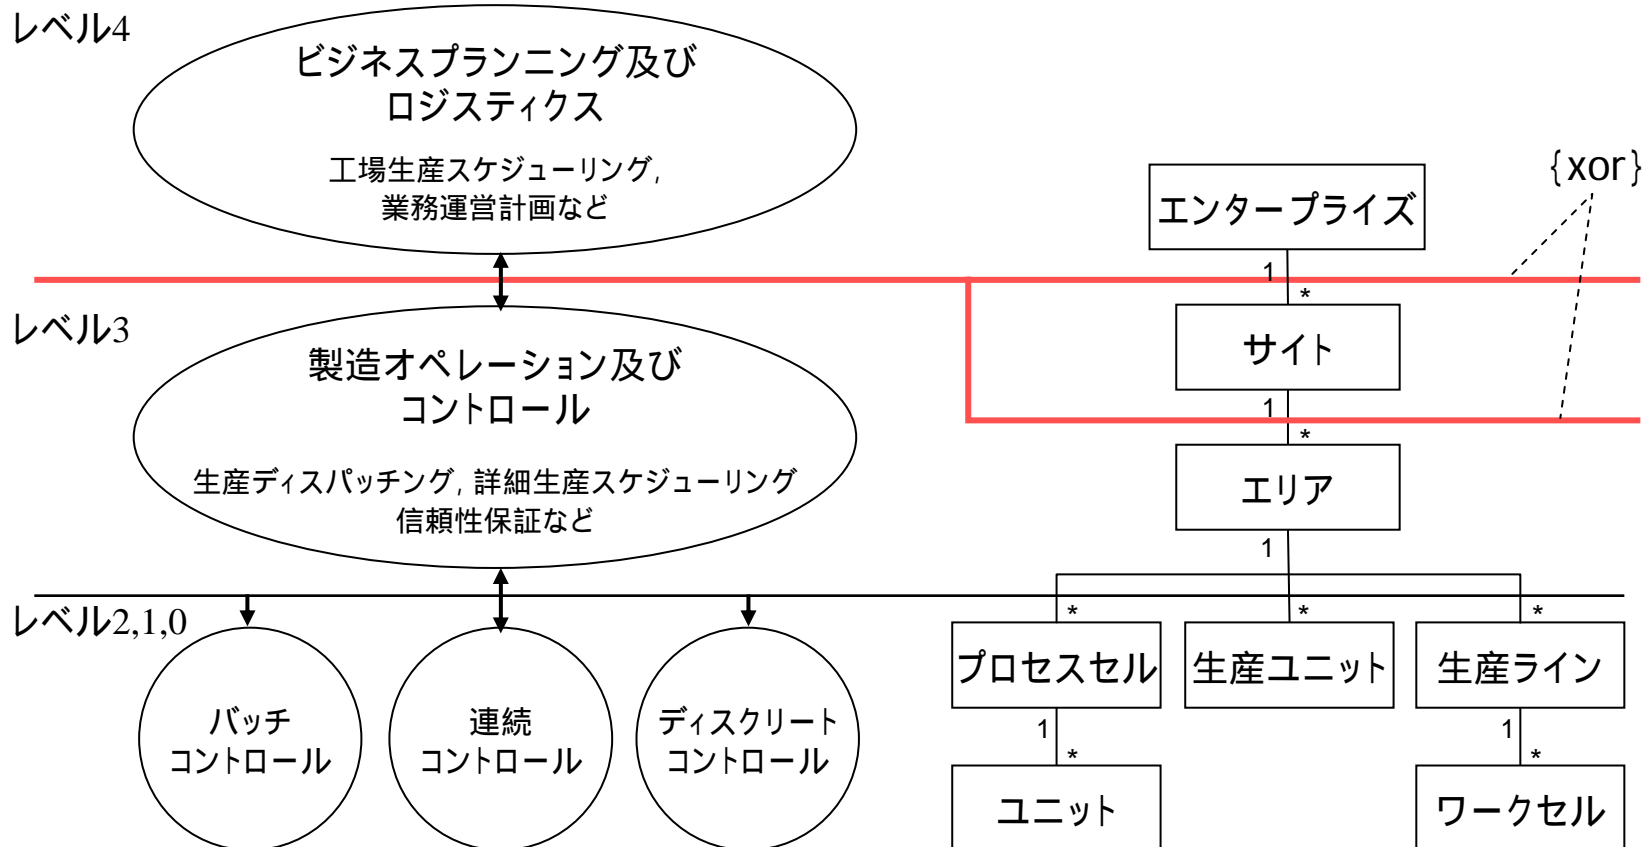 レベル4
ビジネスプランニング及び
ロジスティクス
工場生産スケジューリング,
業務運営計画など
レベル3
製造オペレーション及び
コントロール
生産ディスパッチング, 詳細生産スケジューリング
信頼性保証など
レベル2,1,0
バッチ
コントロール
連続
コントロール
ディスクリート
コントロール
{xor}
エンタープライズ
1
*
サイト
1
*
エリア
1
*
*
*
プロセスセル
生産ユニット
生産ライン
1
*
1
*
ユニット
ワークセル